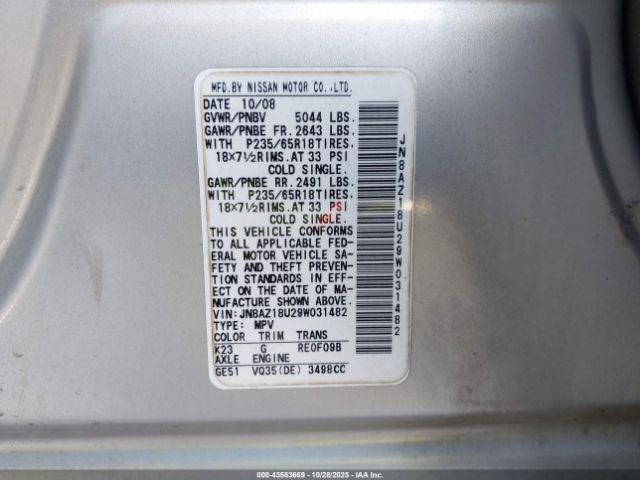 MFD.BY NISSAN MOTOR CO.,LTD.
DATE 10/08
GVWR/PNBV 5044 LBS.
GAWR/PNBE FR. 2643 LBS.
WITH P235/65R18TIRES,
18×7½RIMS.AT 33 PSI
COLD SINGLE.
GAWR/PNBE RR. 2491 LBS.
WITH P235/65R18TIRES,
18×7½RIMS.AT 33 PSI
COLD SINGLE.
THIS VEHICLE CONFORMS
TO ALL APPLICABLE FED-
ERAL MOTOR VEHICLE SA-
FETY AND THEFT PREVEN-
TION STANDARDS IN EFF-
ECT ON THE DATE OF MA-
NUFACTURE SHOWN ABOVE.
VIN:JN8AZ18U29W031482
TYPE: MPV
COLOR TRIM TRANS
K23 G RE0F09B
AXLE ENGINE
GE51 VQ35(DE) 3498CC
JN8AZ18U29W031482
000-43563669 | 10/28/2025 | IAAHC.com